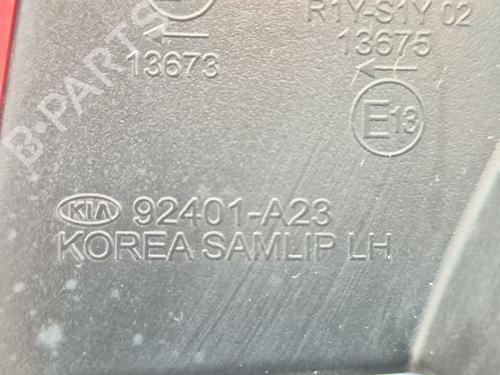 R1Y-S1Y 02
13673
13675
E13
KIA 92401-A23
KOREA SAMLIP LH
B-PARTS